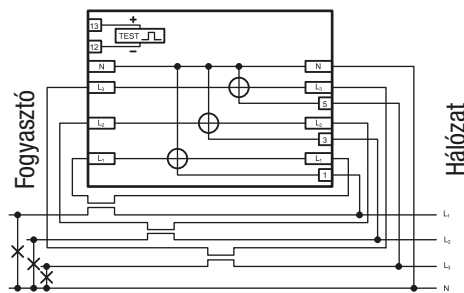 13
+
TEST
12
−
N
N
L₃
L₃
5
L₂
L₂
3
L₁
L₁
1
Fogyasztó
Hálózat
L₁
L₂
L₃
N